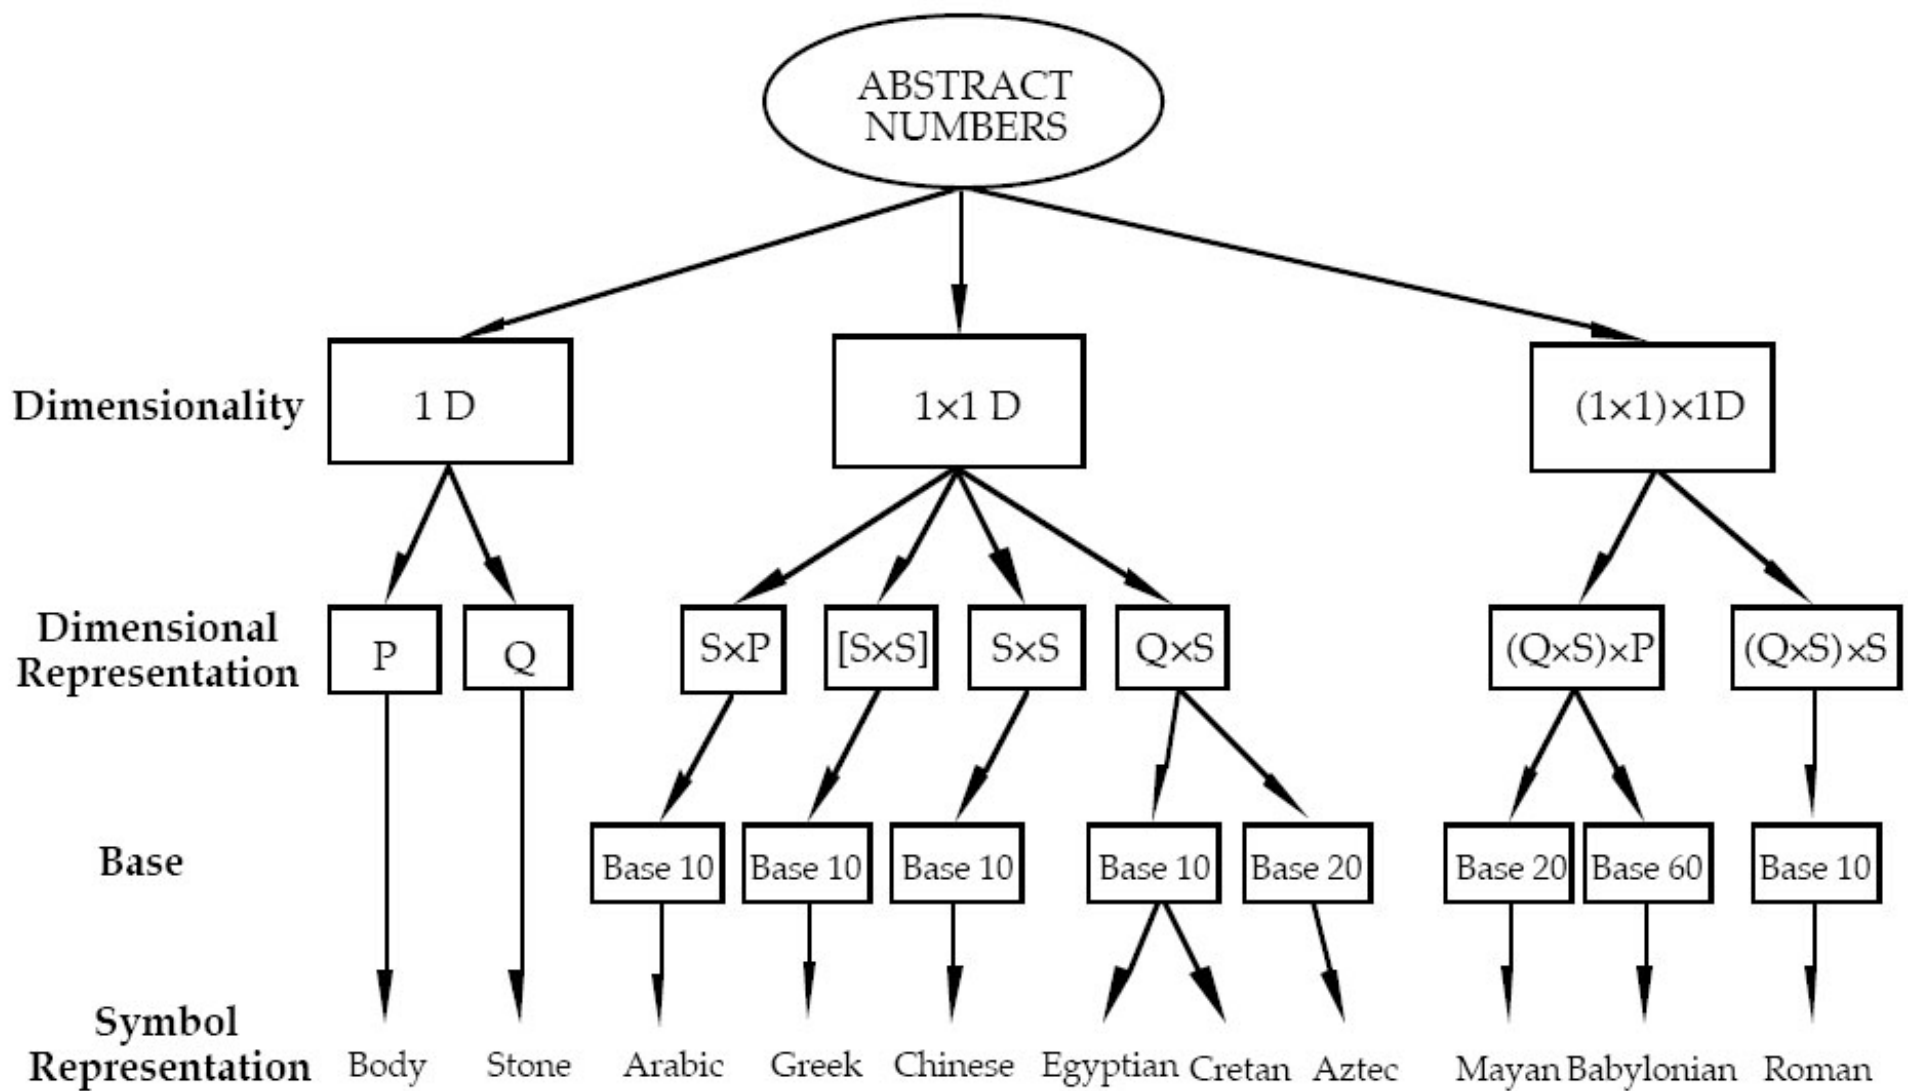 ABSTRACT
NUMBERS
Dimensionality
1 D
1×1 D
(1×1)×1D
Dimensional
Representation
P
Q
S×P
[S×S]
S×S
Q×S
(Q×S)×P
(Q×S)×S
Base
Base 10
Base 10
Base 10
Base 10
Base 20
Base 20
Base 60
Base 10
Symbol
Representation
Body
Stone
Arabic
Greek
Chinese
Egyptian
Cretan
Aztec
Mayan
Babylonian
Roman